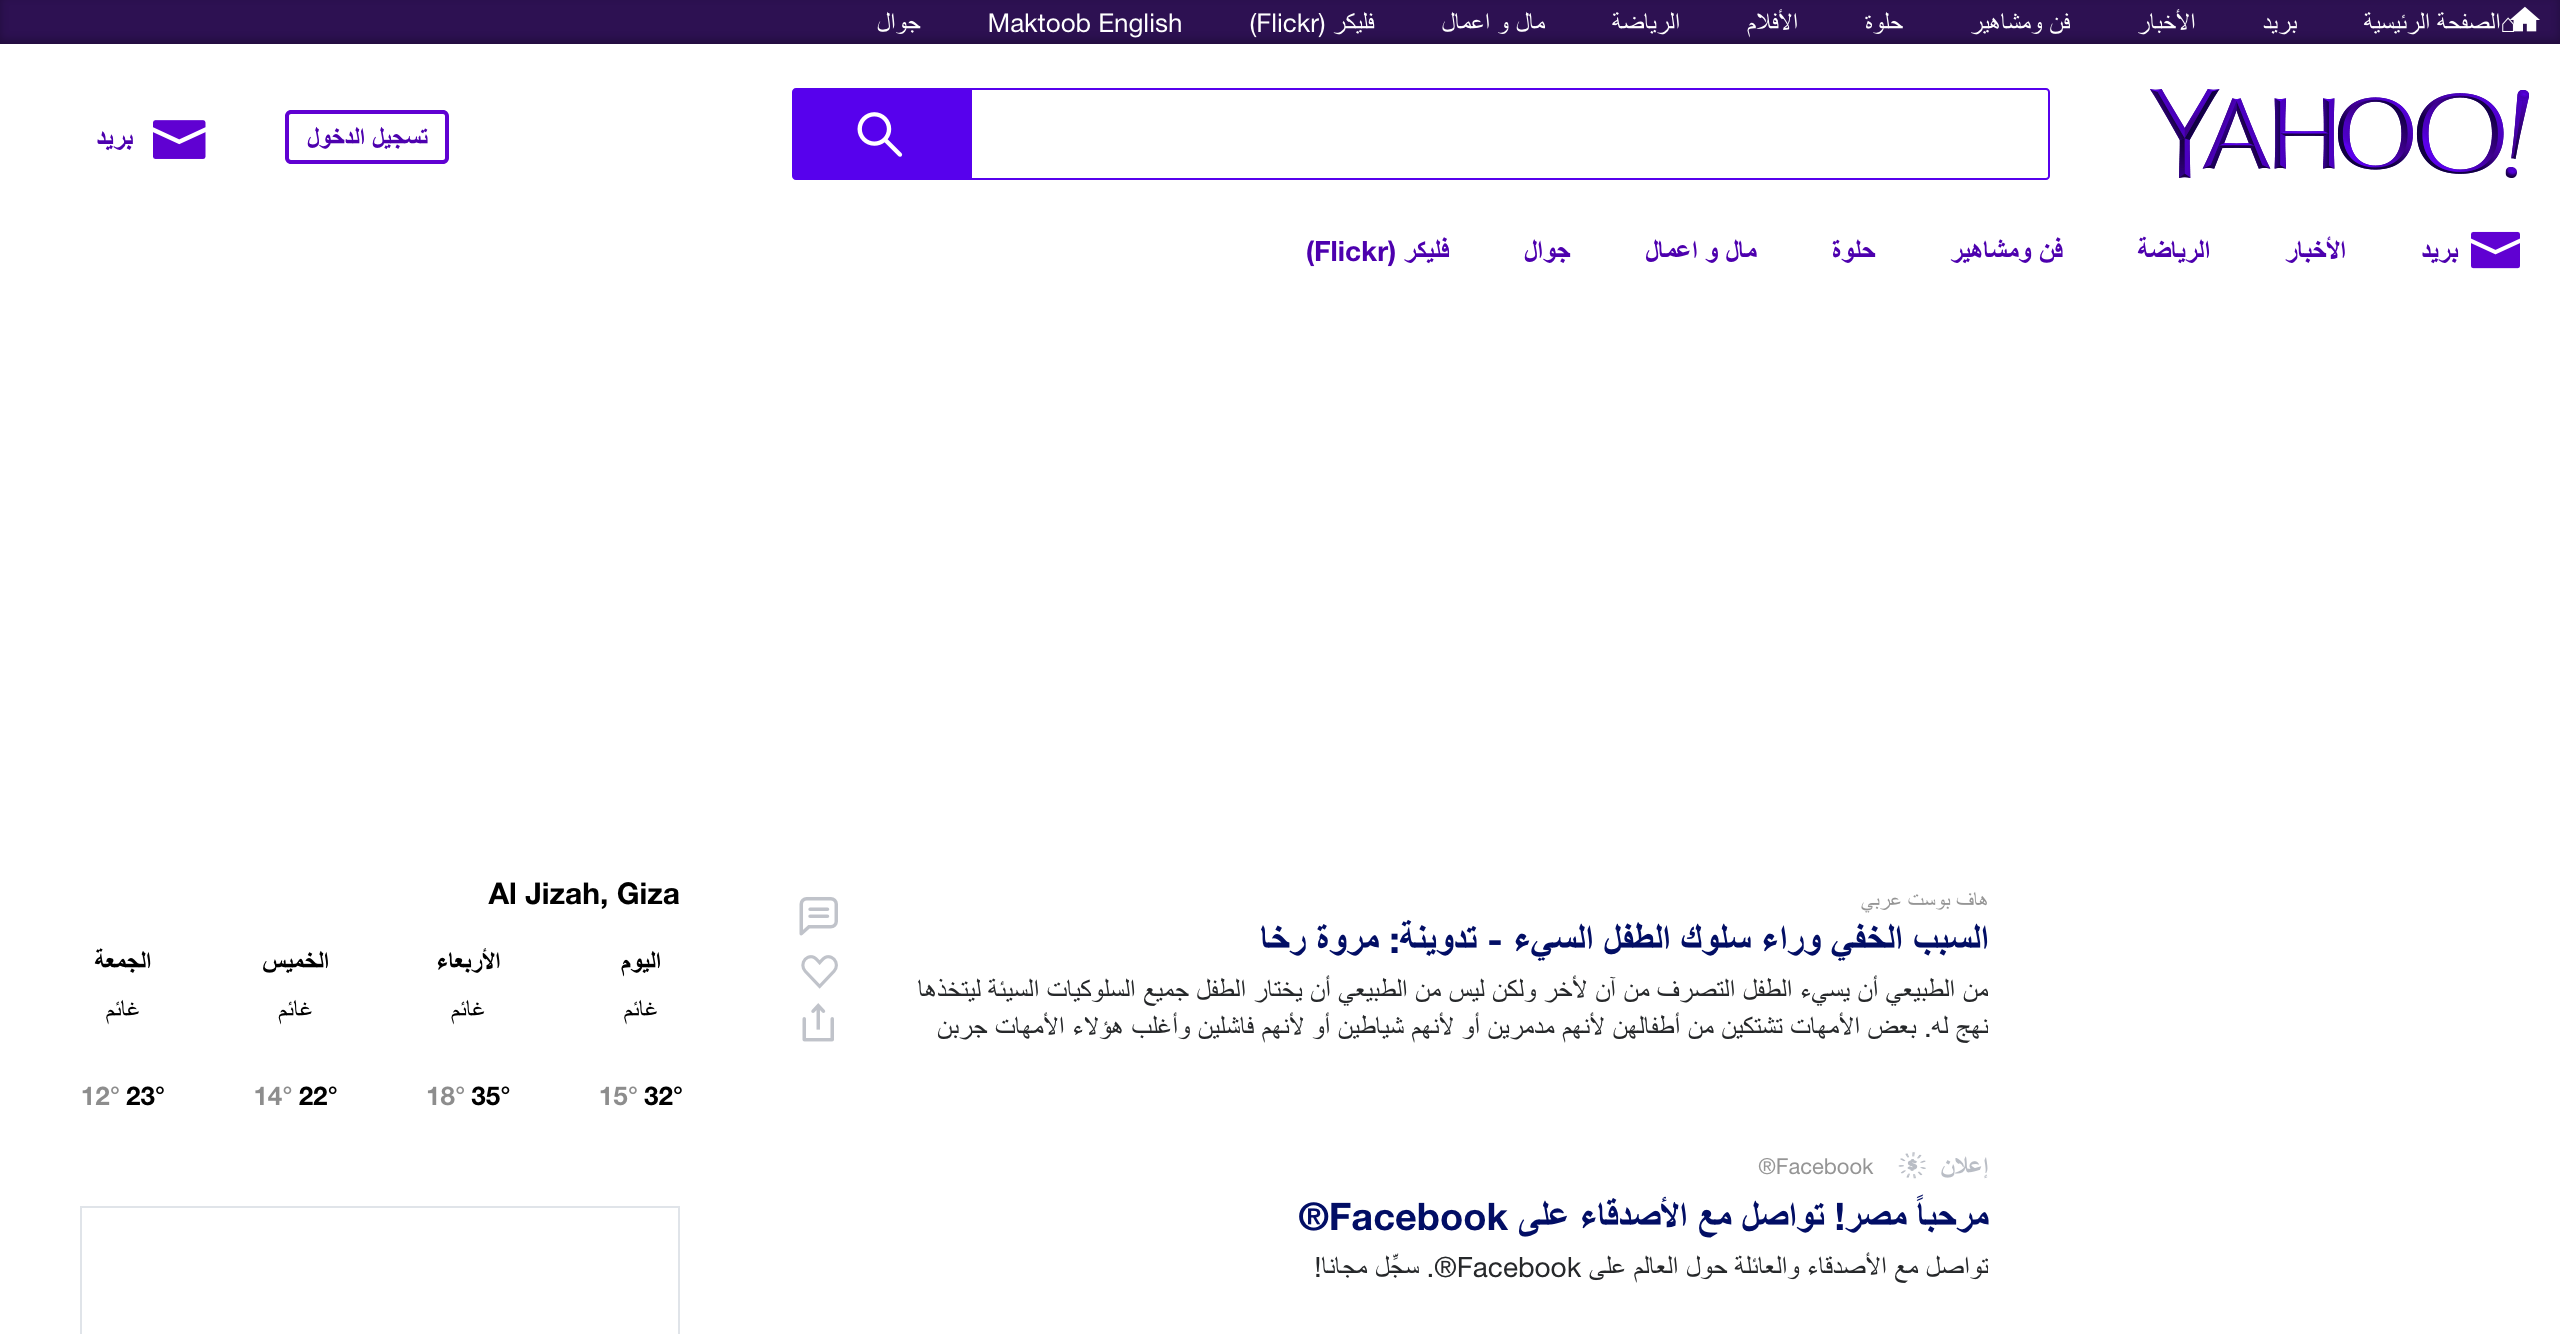 الصفحة الرئيسية بريد الأخبار فن ومشاهير حلوة الأفلام الرياضة مال و اعمال فليكر (Flickr) Maktoob English جوال
YAHOO!
تسجيل الدخول
بريد
بريد الأخبار الرياضة فن ومشاهير حلوة مال و اعمال جوال فليكر (Flickr)
هاف بوست عربي
السبب الخفي وراء سلوك الطفل السيء - تدوينة: مروة رخا
من الطبيعي أن يسيء الطفل التصرف من آن لأخر ولكن ليس من الطبيعي أن يختار الطفل جميع السلوكيات السيئة ليتخذها
نهج له. بعض الأمهات تشتكين من أطفالهن لأنهم مدمرين أو لأنهم شياطين أو لأنهم فاشلين وأغلب هؤلاء الأمهات جربن
إعلان Facebook®
مرحباً مصر! تواصل مع الأصدقاء على Facebook®
تواصل مع الأصدقاء والعائلة حول العالم على Facebook®. سجِّل مجانا!
Al Jizah, Giza
اليوم الأربعاء الخميس الجمعة
غائم غائم غائم غائم
32° 15° 35° 18° 22° 14° 23° 12°